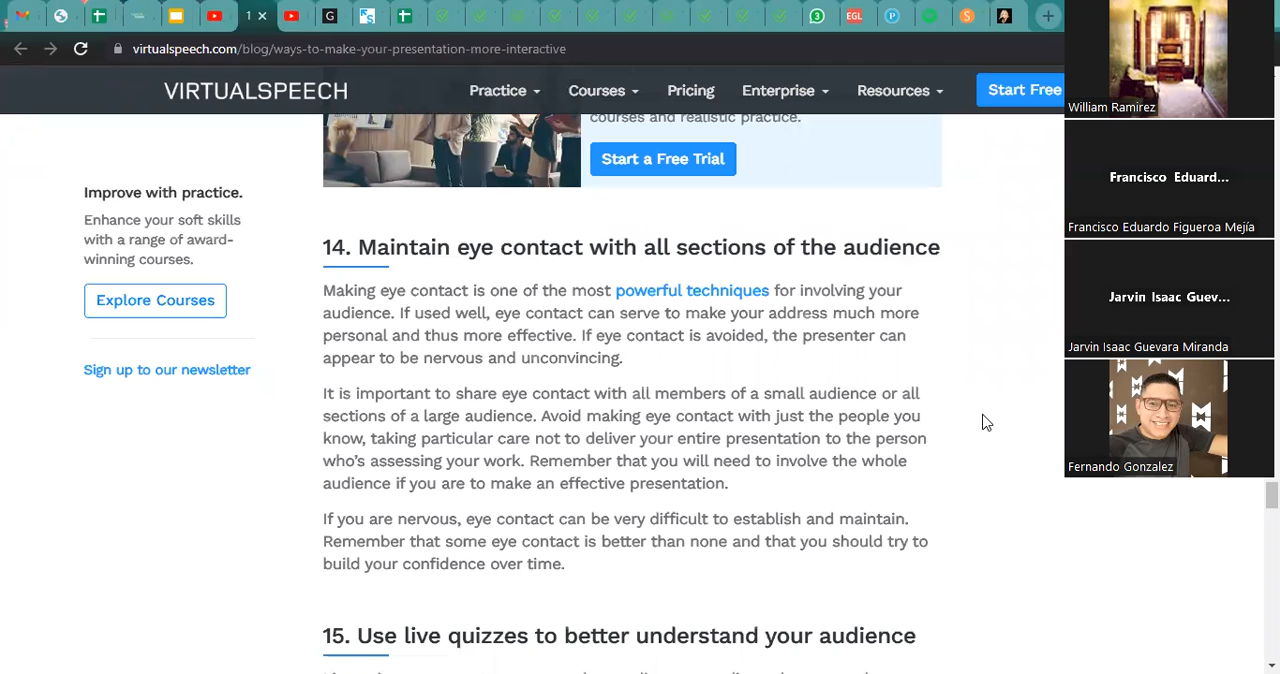 1
G
3
EGL
P
S
virtualspeech.com/blog/ways-to-make-your-presentation-more-interactive
VIRTUALSPEECH
Practice
Courses
Pricing
Enterprise
Resources
Start Free
courses and realistic practice.
Start a Free Trial
Improve with practice.
Enhance your soft skills
with a range of award-
winning courses.
Explore Courses
Sign up to our newsletter
14. Maintain eye contact with all sections of the audience
Making eye contact is one of the most powerful techniques for involving your
audience. If used well, eye contact can serve to make your address much more
personal and thus more effective. If eye contact is avoided, the presenter can
appear to be nervous and unconvincing.
It is important to share eye contact with all members of a small audience or all
sections of a large audience. Avoid making eye contact with just the people you
know, taking particular care not to deliver your entire presentation to the person
who's assessing your work. Remember that you will need to involve the whole
audience if you are to make an effective presentation.
If you are nervous, eye contact can be very difficult to establish and maintain.
Remember that some eye contact is better than none and that you should try to
build your confidence over time.
15. Use live quizzes to better understand your audience
William Ramirez
Francisco Eduard...
Francisco Eduardo Figueroa Mejía
Jarvin Isaac Guev...
Jarvin Isaac Guevara Miranda
Fernando Gonzalez